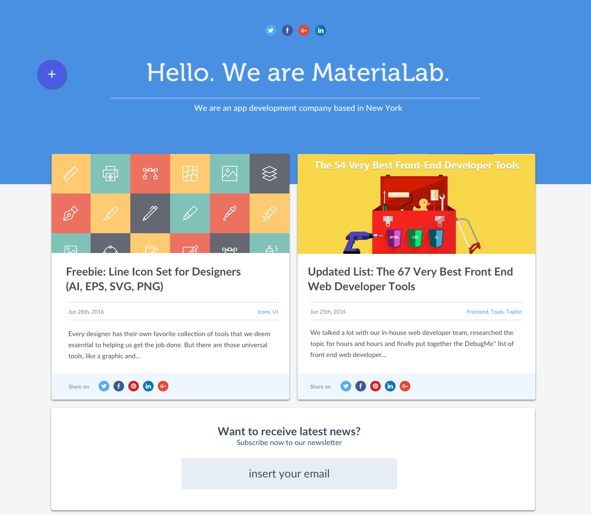 Hello. We are MateriaLab.
We are an app development company based in New York
The 54 Very Best Front-End Developer Tools
Freebie: Line Icon Set for Designers
(AI, EPS, SVG, PNG)
Jun 28th, 2016 Icons, UI
Every designer has their own favorite collection of tools that we deem
essential to helping us get the job done. But there are those universal
tools, like a graphic and...
Share on
Updated List: The 67 Very Best Front End
Web Developer Tools
Jun 25th, 2016 Frontend, Tools, Toplist
We talked a lot with our in-house web developer team, researched the
topic for hours and hours and finally put together the DebugMe" list of
front end web developer...
Share on
Want to receive latest news?
Subscribe now to our newsletter
insert your email